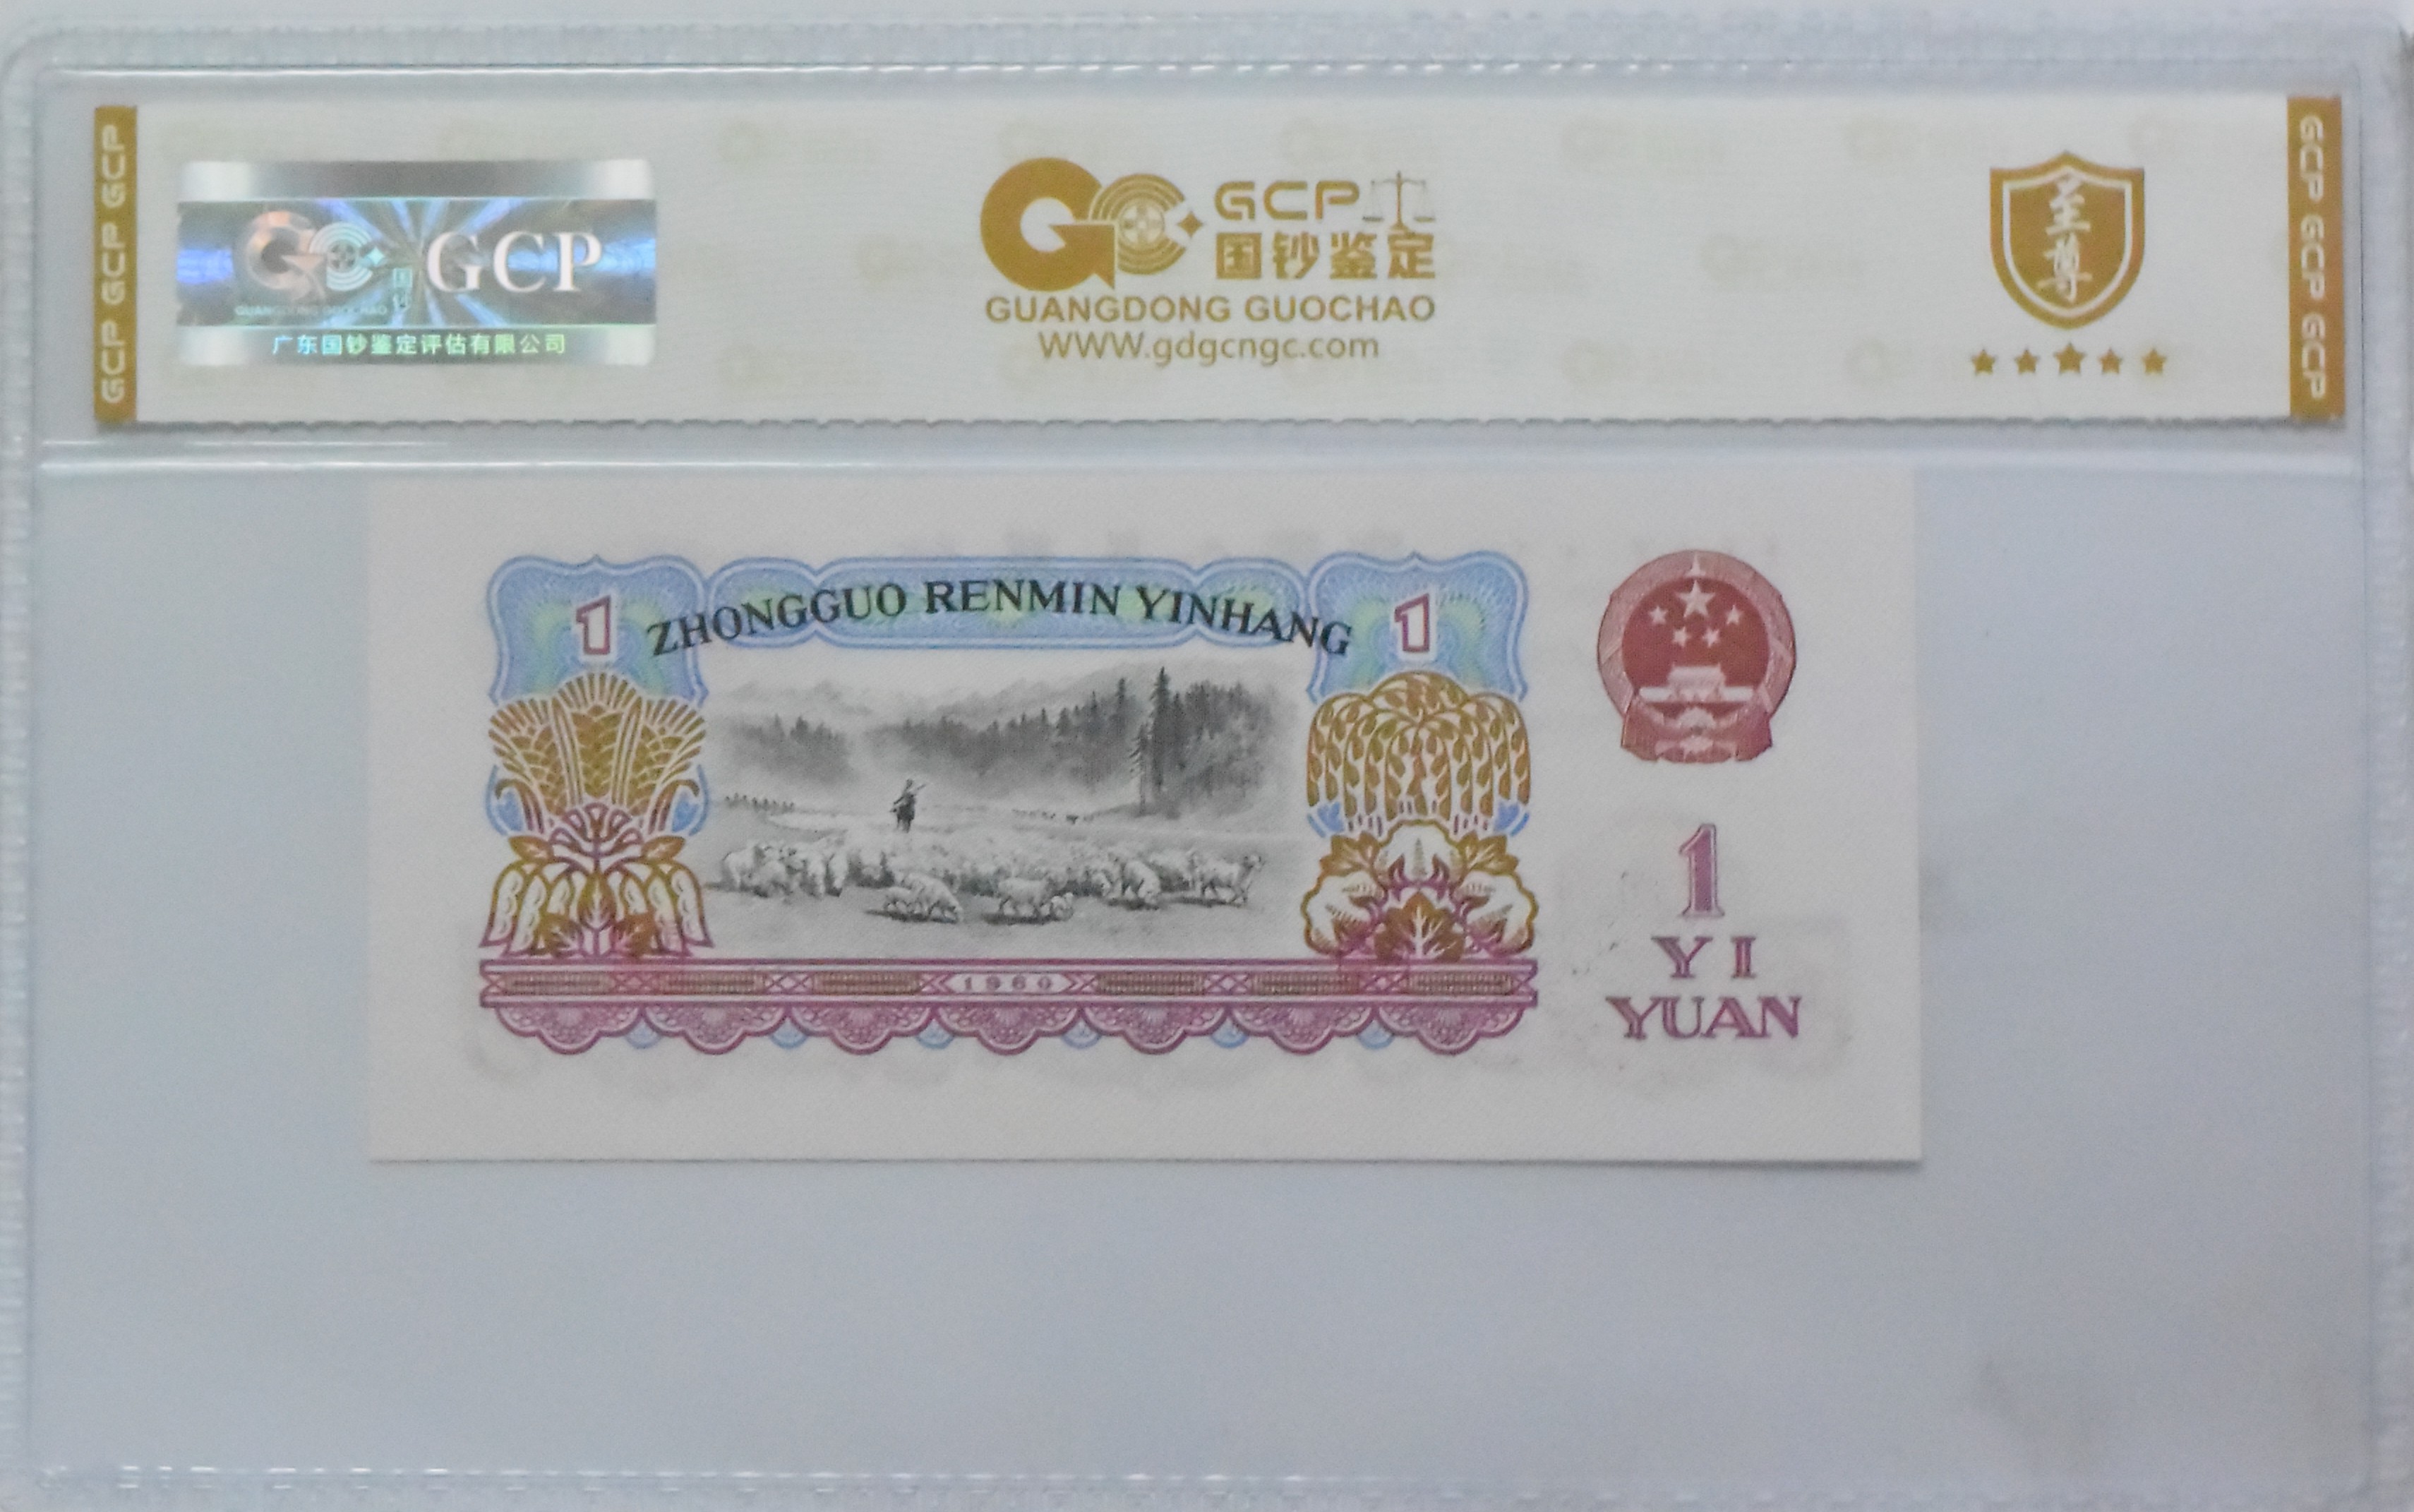 GCP GCP GCP
国钞
GCP
GUANGDONG GUOCHAO
广东国钞鉴定评估有限公司
GCP
国钞鉴定
GUANGDONG GUOCHAO
WWW.gdgcngc.com
至尊
GCP GCP GCP
1 ZHONGGUO RENMIN YINHANG 1
1
YI
YUAN
1960